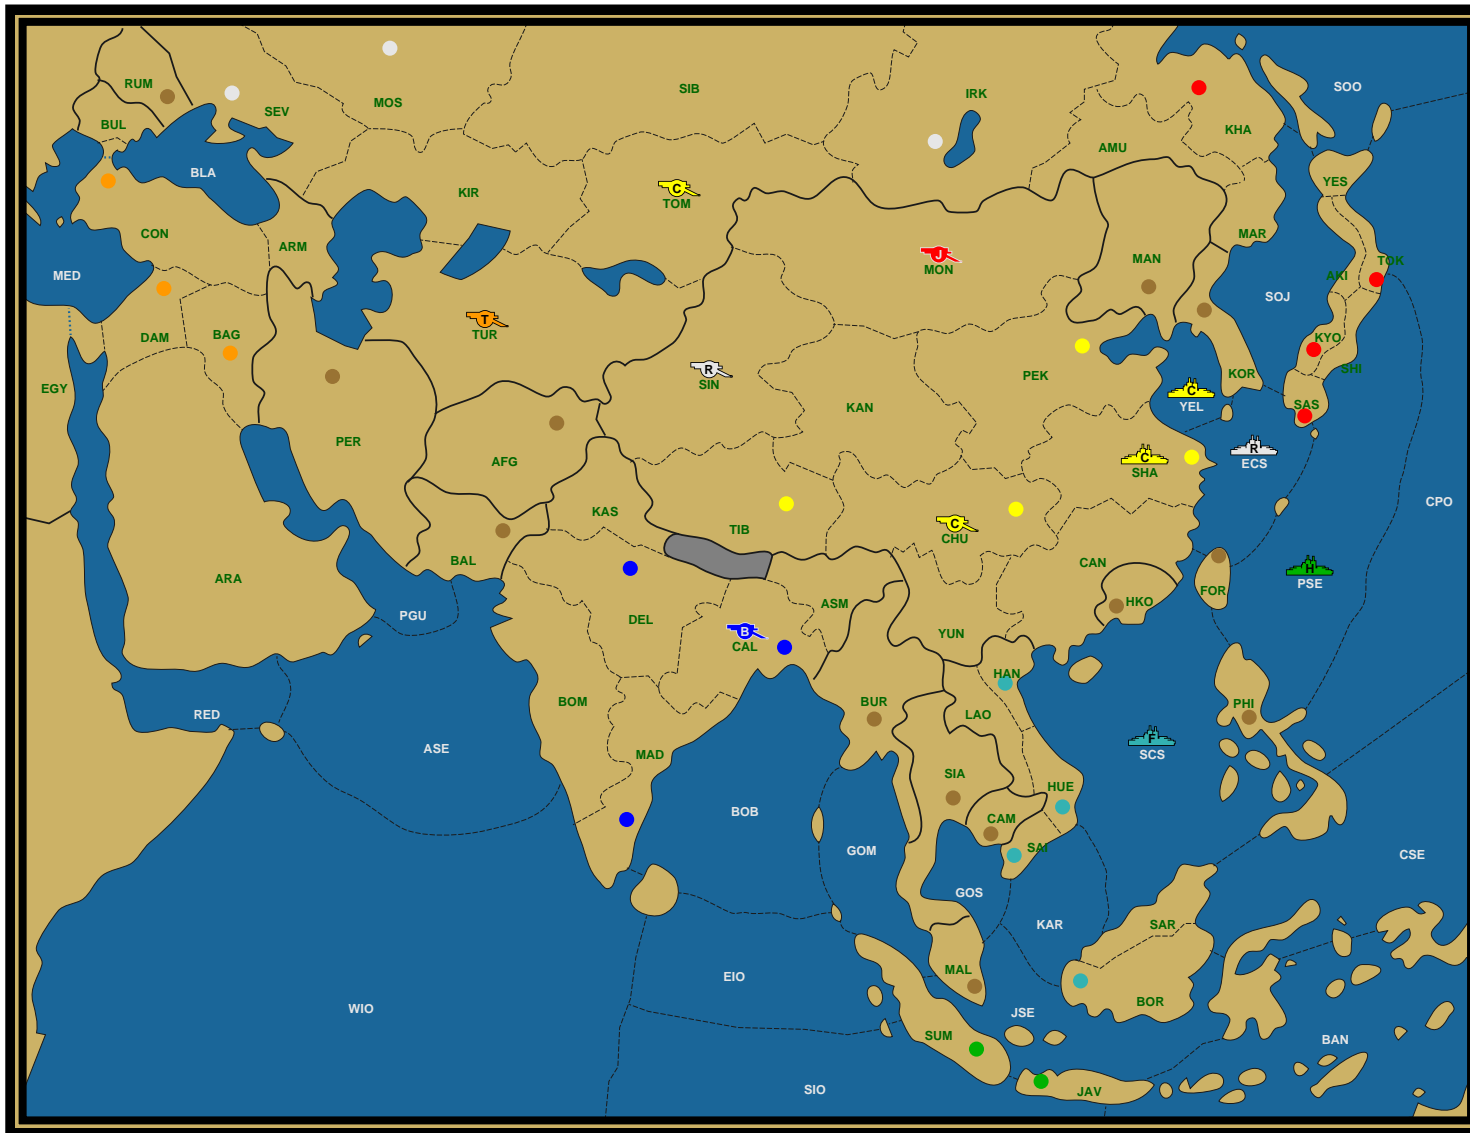 RUM
SEV
MOS
SIB
IRK
SOO
BUL
KHA
AMU
BLA
YES
KIR
C
TOM
CON
ARM
MAR
MED
J
MON
MAN
TOK
AKI
SOJ
T
TUR
DAM
BAG
KYO
SHI
R
SIN
PEK
KOR
EGY
C
YEL
KAN
SAS
PER
R
ECS
AFG
C
SHA
CPO
KAS
TIB
C
CHU
BAL
CAN
H
PSE
ARA
FOR
HKO
ASM
PGU
DEL
B
CAL
YUN
HAN
BOM
BUR
LAO
PHI
RED
ASE
F
SCS
MAD
SIA
HUE
BOB
CAM
GOM
SAI
CSE
GOS
KAR
SAR
MAL
EIO
BOR
WIO
JSE
SUM
BAN
SIO
JAV